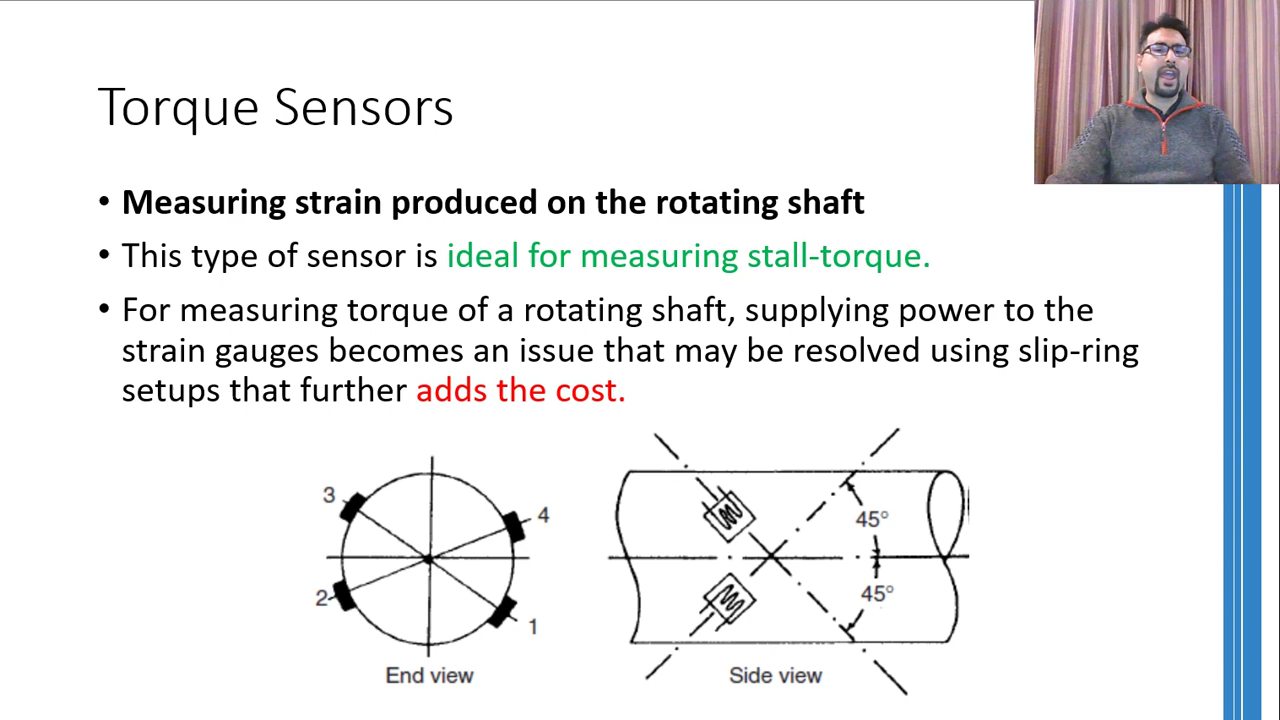 Torque Sensors
• Measuring strain produced on the rotating shaft
• This type of sensor is ideal for measuring stall-torque.
• For measuring torque of a rotating shaft, supplying power to the
strain gauges becomes an issue that may be resolved using slip-ring
setups that further adds the cost.
3
4
2
1
End view
45°
45°
Side view